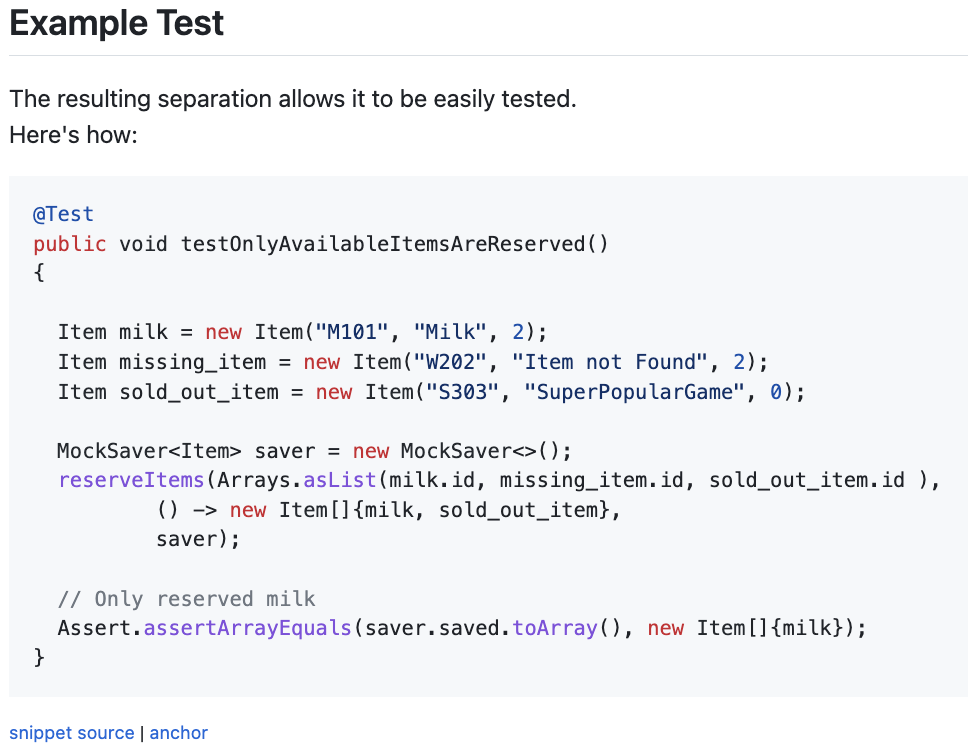 Example Test
The resulting separation allows it to be easily tested.
Here's how:
@Test
public void testOnlyAvailableItemsAreReserved()
{
Item milk = new Item("M101", "Milk", 2);
Item missing_item = new Item("W202", "Item not Found", 2);
Item sold_out_item = new Item("S303", "SuperPopularGame", 0);
MockSaver<Item> saver = new MockSaver<>();
reserveItems(Arrays.asList(milk.id, missing_item.id, sold_out_item.id ),
() -> new Item[]{milk, sold_out_item},
saver);
// Only reserved milk
Assert.assertArrayEquals(saver.saved.toArray(), new Item[]{milk});
}
snippet source | anchor